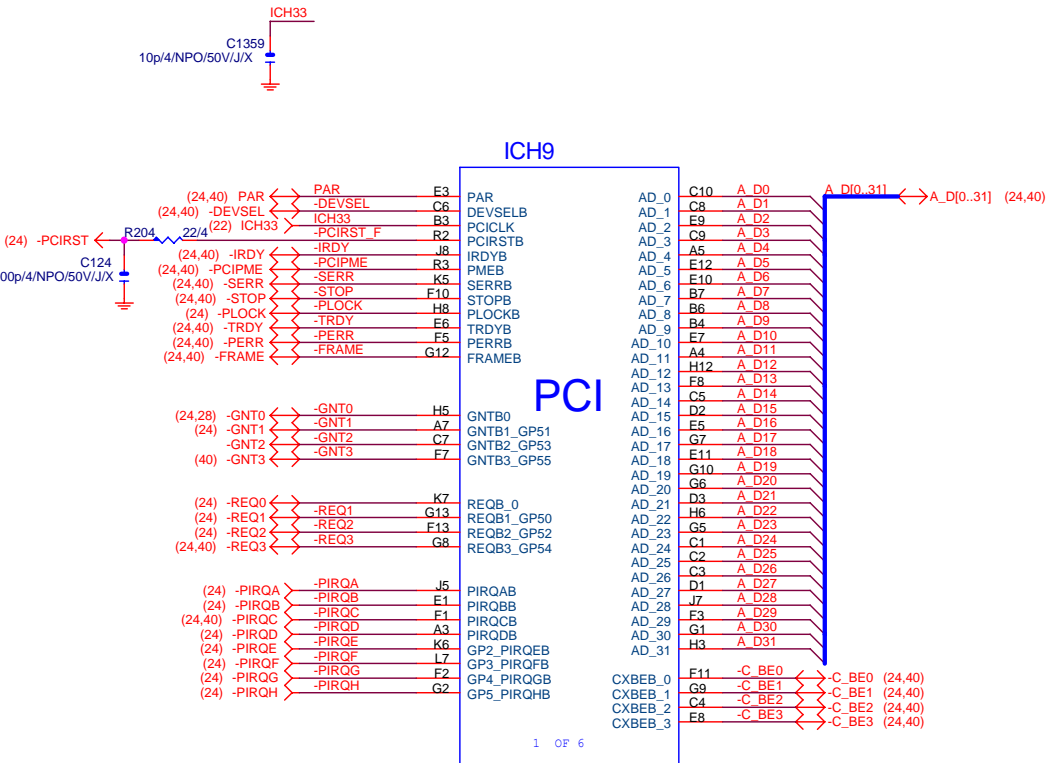 ICH33
C1359
10p/4/NPO/50V/J/X
ICH9
(24,40) PAR PAR E3 PAR AD_0 C10 A_D0 A_D[0..31] A_D[0..31] (24,40)
(24,40) -DEVSEL -DEVSEL C6 DEVSELB AD_1 C8 A_D1
(22) ICH33 ICH33 B3 PCICLK AD_2 E9 A_D2
(24) -PCIRST R204 22/4 -PCIRST_F R2 PCIRSTB AD_3 C9 A_D3
(24,40) -IRDY -IRDY J8 IRDYB AD_4 A5 A_D4
C124 (24,40) -PCIPME -PCIPME R3 PMEB AD_5 E12 A_D5
00p/4/NPO/50V/J/X (24,40) -SERR -SERR K5 SERRB AD_6 E10 A_D6
(24,40) -STOP -STOP F10 STOPB AD_7 B7 A_D7
(24) -PLOCK -PLOCK H8 PLOCKB AD_8 B6 A_D8
(24,40) -TRDY -TRDY E6 TRDYB AD_9 B4 A_D9
(24,40) -PERR -PERR F5 PERRB AD_10 E7 A_D10
(24,40) -FRAME -FRAME G12 FRAMEB AD_11 A4 A_D11
AD_12 H12 A_D12
PCI AD_13 F8 A_D13
AD_14 C5 A_D14
(24,28) -GNT0 -GNT0 H5 GNTB0 AD_15 D2 A_D15
(24) -GNT1 -GNT1 A7 GNTB1_GP51 AD_16 E5 A_D16
-GNT2 -GNT2 C7 GNTB2_GP53 AD_17 G7 A_D17
(40) -GNT3 -GNT3 F7 GNTB3_GP55 AD_18 E11 A_D18
AD_19 G10 A_D19
AD_20 G6 A_D20
(24) -REQ0 K7 REQB_0 AD_21 D3 A_D21
(24) -REQ1 -REQ1 G13 REQB1_GP50 AD_22 H6 A_D22
(24) -REQ2 -REQ2 F13 REQB2_GP52 AD_23 G5 A_D23
(24,40) -REQ3 -REQ3 G8 REQB3_GP54 AD_24 C1 A_D24
AD_25 C2 A_D25
AD_26 C3 A_D26
(24) -PIRQA -PIRQA J5 PIRQAB AD_27 D1 A_D27
(24) -PIRQB -PIRQB E1 PIRQBB AD_28 J7 A_D28
(24,40) -PIRQC -PIRQC F1 PIRQCB AD_29 F3 A_D29
(24) -PIRQD -PIRQD A3 PIRQDB AD_30 G1 A_D30
(24) -PIRQE -PIRQE K6 GP2_PIRQEB AD_31 H3 A_D31
(24) -PIRQF -PIRQF L7 GP3_PIRQFB
(24) -PIRQG -PIRQG F2 GP4_PIRQGB CXBEB_0 F11 -C_BE0 -C_BE0 (24,40)
(24) -PIRQH -PIRQH G2 GP5_PIRQHB CXBEB_1 G9 -C_BE1 -C_BE1 (24,40)
CXBEB_2 C4 -C_BE2 -C_BE2 (24,40)
CXBEB_3 E8 -C_BE3 -C_BE3 (24,40)
1 OF 6